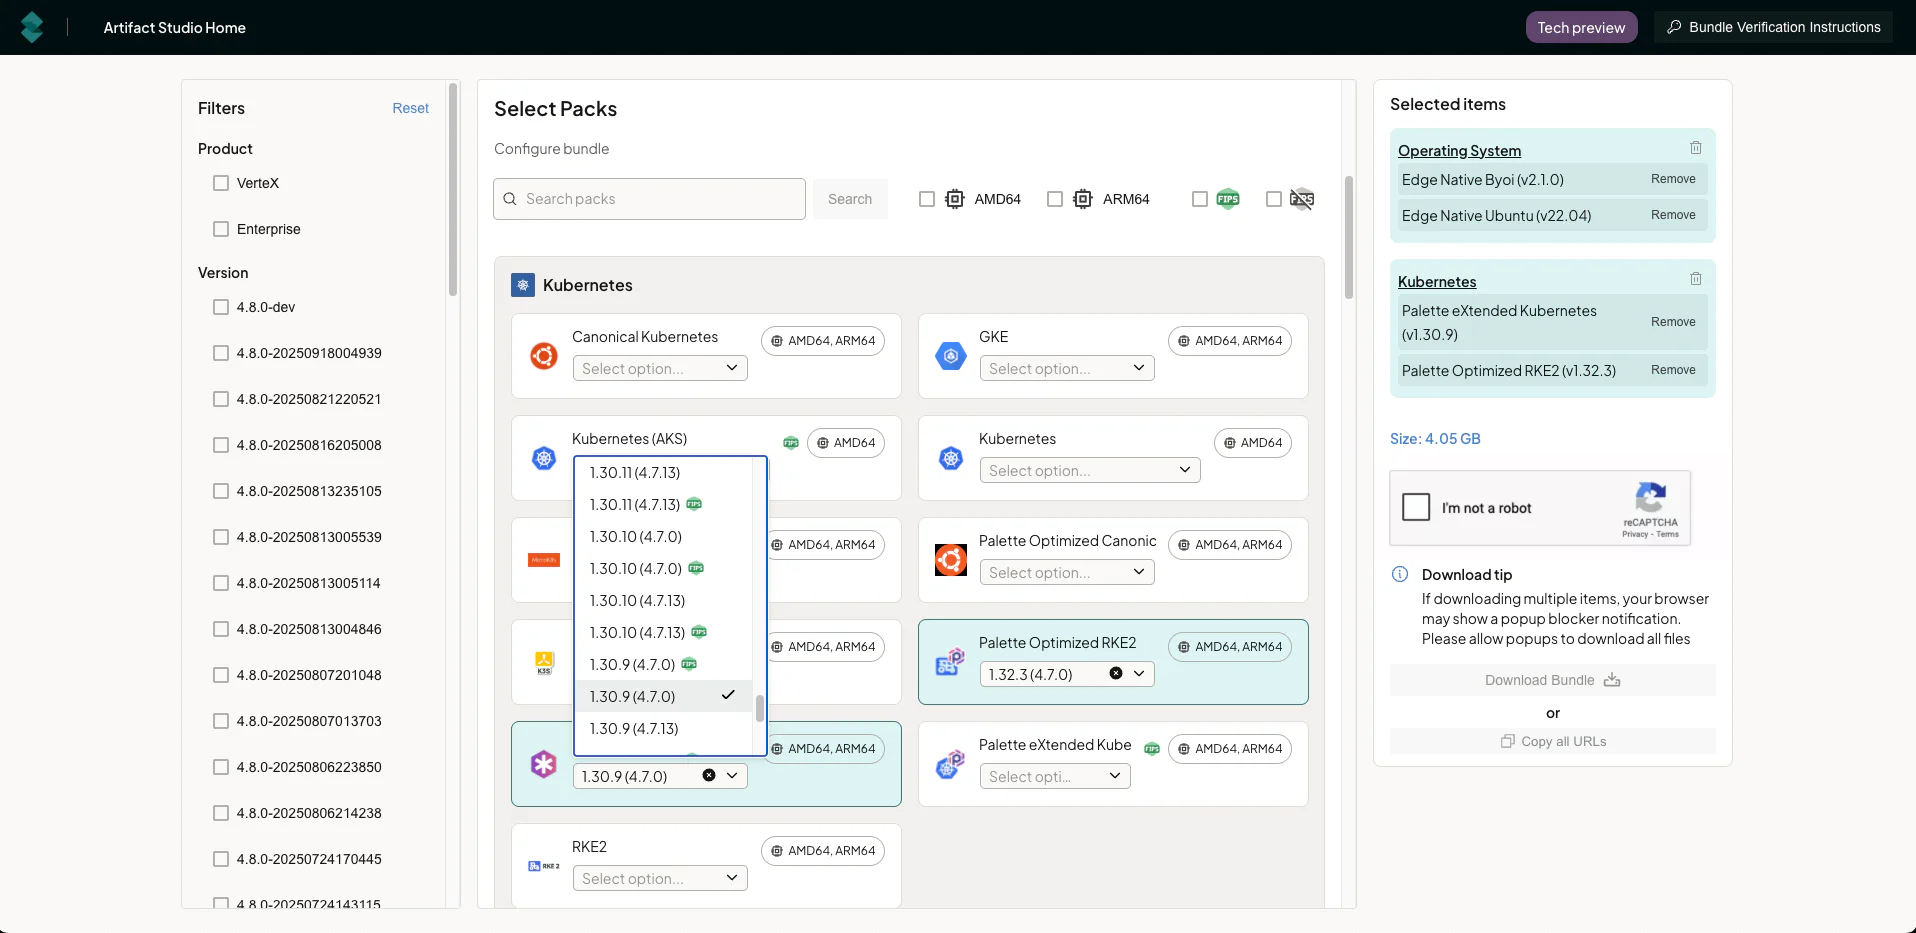 Artifact Studio Home
Tech preview
Bundle Verification Instructions
Filters
Reset
Product
VerteX
Enterprise
Version
4.8.0-dev
4.8.0-20250918004939
4.8.0-20250821220521
4.8.0-20250816205008
4.8.0-20250813235105
4.8.0-20250813005539
4.8.0-20250813005114
4.8.0-20250813004846
4.8.0-20250807201048
4.8.0-20250807013703
4.8.0-20250806223850
4.8.0-20250806214238
4.8.0-20250724170445
4.8.0-20250724143115
Select Packs
Configure bundle
Search packs
Search
AMD64
ARM64
FIPS
FIPS
Kubernetes
Canonical Kubernetes
AMD64, ARM64
Select option...
GKE
AMD64, ARM64
Select option...
Kubernetes (AKS)
FIPS
AMD64
Kubernetes
AMD64
Select option...
1.30.11 (4.7.13)
1.30.11 (4.7.13) FIPS
1.30.10 (4.7.0)
1.30.10 (4.7.0) FIPS
1.30.10 (4.7.13)
1.30.10 (4.7.13) FIPS
1.30.9 (4.7.0) FIPS
1.30.9 (4.7.0)
1.30.9 (4.7.13)
MicroK8s
AMD64, ARM64
Palette Optimized Canonic
AMD64, ARM64
Select option...
K3S
AMD64, ARM64
Palette Optimized RKE2
AMD64, ARM64
1.32.3 (4.7.0)
AMD64, ARM64
1.30.9 (4.7.0)
Palette eXtended Kube
FIPS
AMD64, ARM64
Select opti...
RKE 2
RKE2
AMD64, ARM64
Select option...
Selected items
Operating System
Edge Native Byoi (v2.1.0)
Remove
Edge Native Ubuntu (v22.04)
Remove
Kubernetes
Palette eXtended Kubernetes
(v1.30.9)
Remove
Palette Optimized RKE2 (v1.32.3)
Remove
Size: 4.05 GB
I'm not a robot
reCAPTCHA
Privacy - Terms
Download tip
If downloading multiple items, your browser
may show a popup blocker notification.
Please allow popups to download all files
Download Bundle
or
Copy all URLs